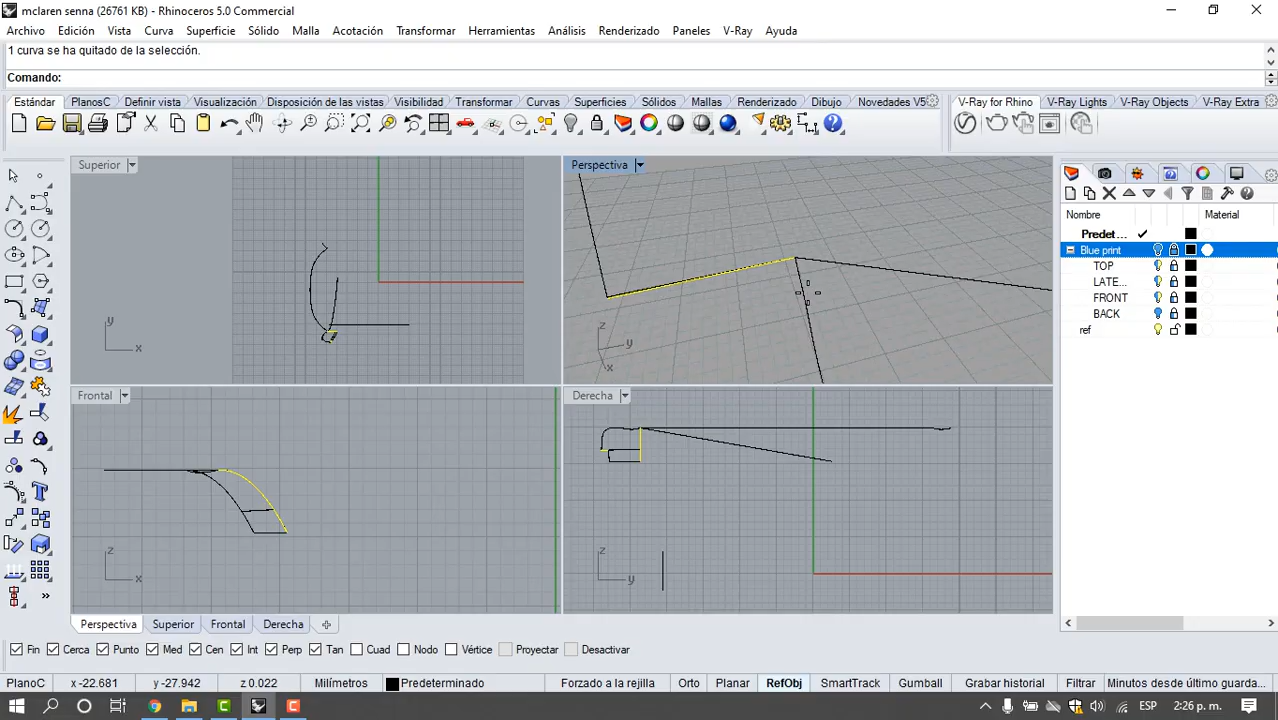 mclaren senna (26761 KB) - Rhinoceros 5.0 Commercial
Archivo Edición Vista Curva Superficie Sólido Malla Acotación Transformar Herramientas Análisis Renderizado Paneles V-Ray Ayuda
1 curva se ha quitado de la selección.
Comando:
Estándar PlanosC Definir vista Visualización Disposición de las vistas Visibilidad Transformar Curvas Superficies Sólidos Mallas Renderizado Dibujo Novedades V5 V-Ray for Rhino V-Ray Lights V-Ray Objects V-Ray Extra
Superior
Perspectiva
Nombre Material
Predet...
Blue print
TOP
LATE...
FRONT
BACK
ref
y
x
z
y
x
Frontal
Derecha
z
x
z
y
Perspectiva Superior Frontal Derecha
Fin Cerca Punto Med Cen Int Perp Tan Cuad Nodo Vértice Proyectar Desactivar
PlanoC x -22.681 y -27.942 z 0.022 Milímetros Predeterminado Forzado a la rejilla Orto Planar RefObj SmartTrack Gumball Grabar historial Filtrar Minutos desde último guarda...
ESP 2:26 p. m.